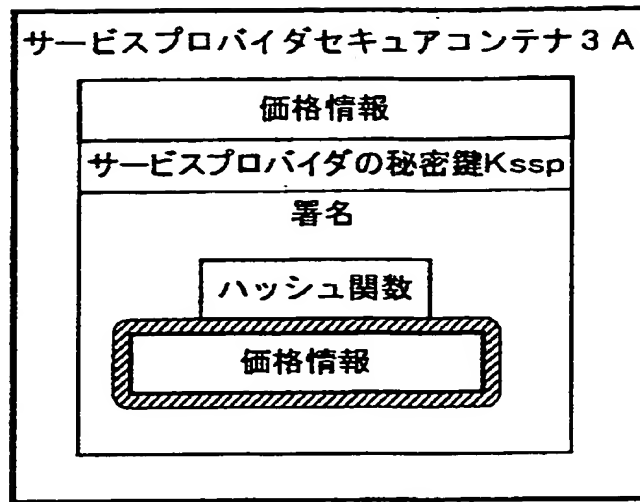 サービスプロバイダセキュアコンテナ3A
価格情報
サービスプロバイダの秘密鍵Kssp
署名
ハッシュ関数
価格情報